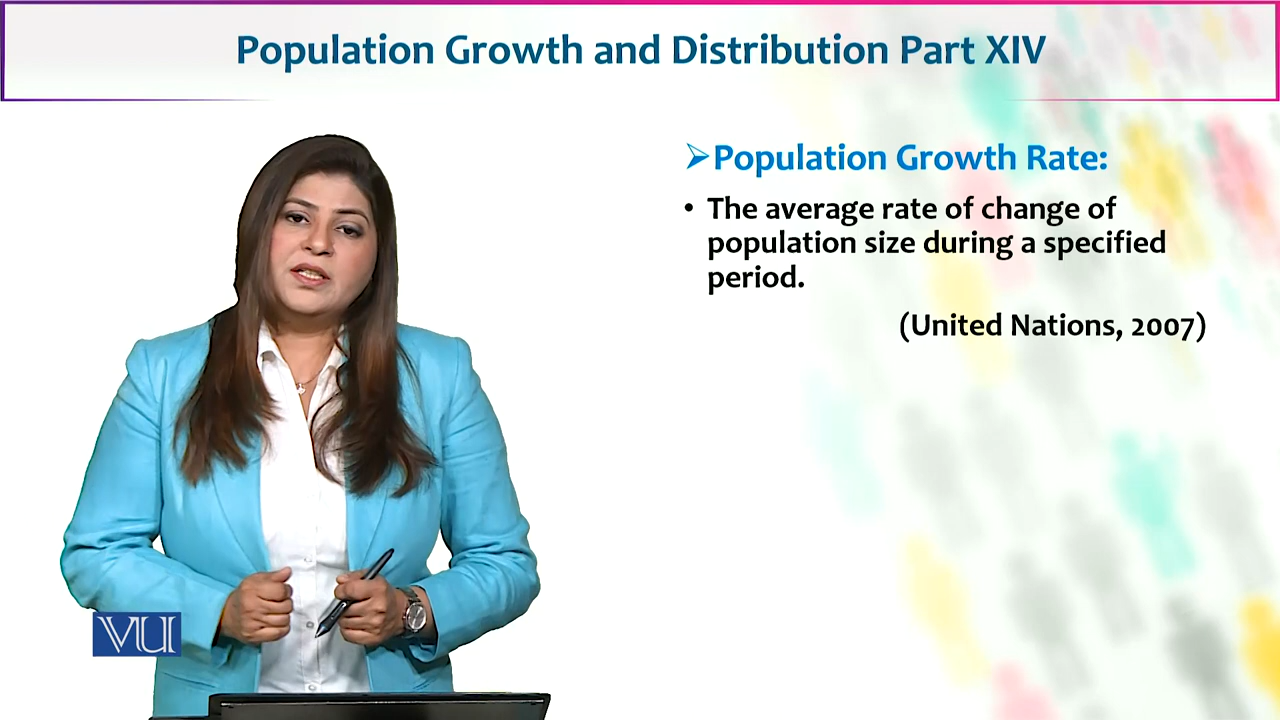 Population Growth and Distribution Part XIV
➢Population Growth Rate:
• The average rate of change of
population size during a specified
period.
(United Nations, 2007)
VU